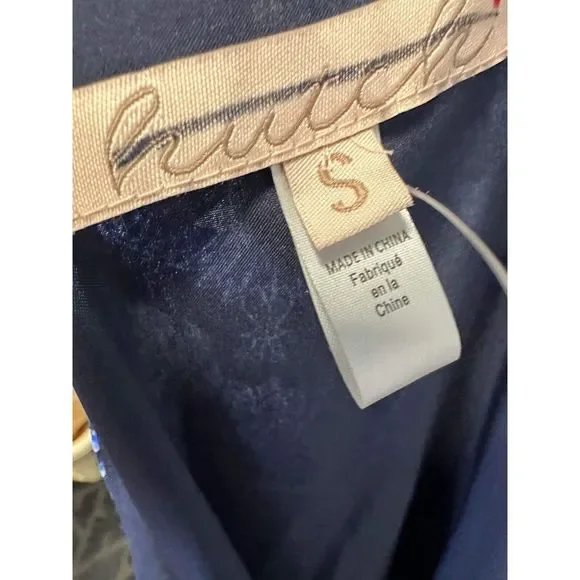 hutch
S
MADE IN CHINA
Fabriqué
en la
Chine